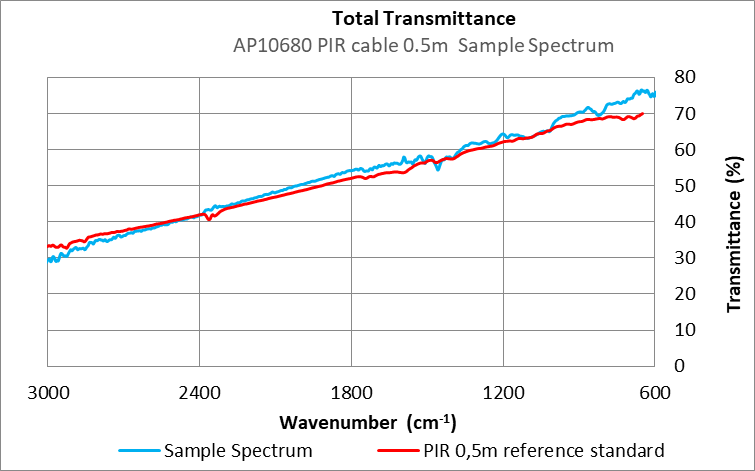 Total Transmittance
AP10680 PIR cable 0.5m Sample Spectrum
80
70
60
50
40
30
20
10
0
Transmittance (%)
3000 2400 1800 1200 600
Wavenumber (cm⁻¹)
Sample Spectrum PIR 0,5m reference standard